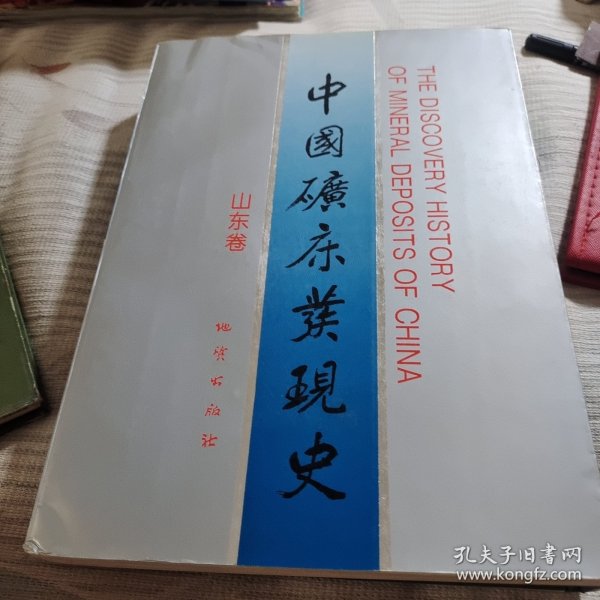 THE DISCOVERY HISTORY
OF MINERAL DEPOSITS OF CHINA
中國礦床發現史
山东卷
地质出版社
孔夫子旧书网
www.kongfz.com